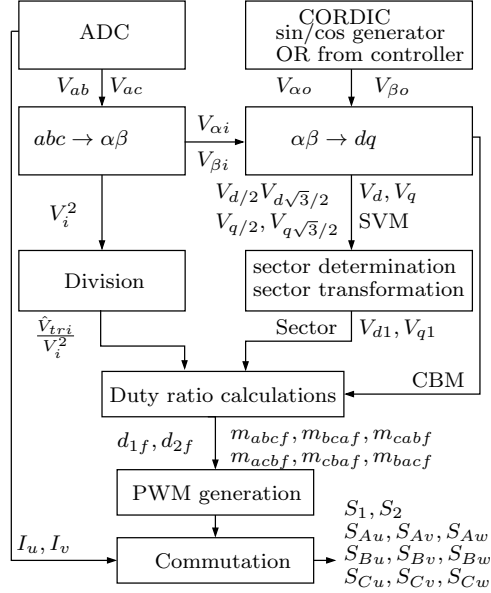 ADC
CORDIC
sin/cos generator
OR from controller
V_{ab} V_{ac}
V_{αo} V_{βo}
abc → αβ
V_{αi}
V_{βi}
αβ → dq
V_i^2
V_{d/2} V_{d√3/2}
V_{q/2}, V_{q√3/2}
V_d, V_q
SVM
Division
sector determination
sector transformation
\hat{V}_{tri}
V_i^2
Sector
V_{d1}, V_{q1}
Duty ratio calculations
CBM
d_{1f}, d_{2f}
m_{abcf}, m_{bcaf}, m_{cabf}
m_{acbf}, m_{cbaf}, m_{bacf}
PWM generation
I_u, I_v
Commutation
S_1, S_2
S_{Au}, S_{Av}, S_{Aw}
S_{Bu}, S_{Bv}, S_{Bw}
S_{Cu}, S_{Cv}, S_{Cw}